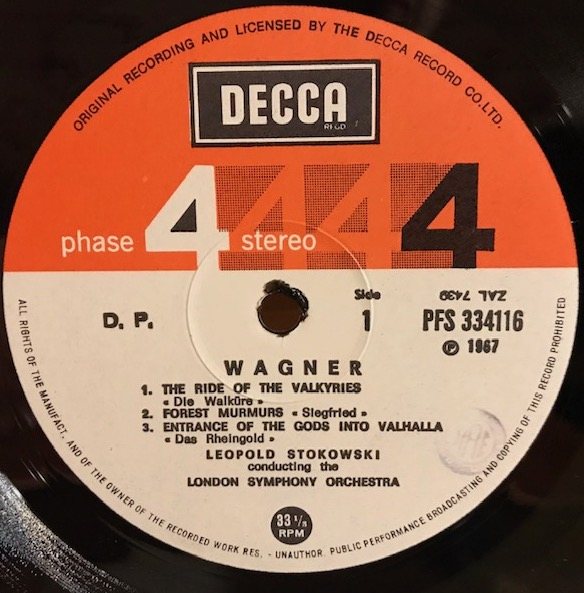 ORIGINAL RECORDING AND LICENSED BY THE DECCA RECORD CO. LTD.
DECCA
REGD
phase 4 stereo 4 4 4
D. P.
Side
1
ZAL 7439
PFS 334116
℗ 1967
WAGNER
1. THE RIDE OF THE VALKYRIES
« Die Walküre »
2. FOREST MURMURS « Siegfried »
3. ENTRANCE OF THE GODS INTO VALHALLA
« Das Rheingold »
LEOPOLD STOKOWSKI
conducting the
LONDON SYMPHONY ORCHESTRA
33 1/3
RPM
ALL RIGHTS OF THE MANUFACT. AND OF THE OWNER OF THE RECORDED WORK RES. - UNAUTHOR. PUBLIC PERFORMANCE BROADCASTING AND COPYING OF THIS RECORD PROHIBITED